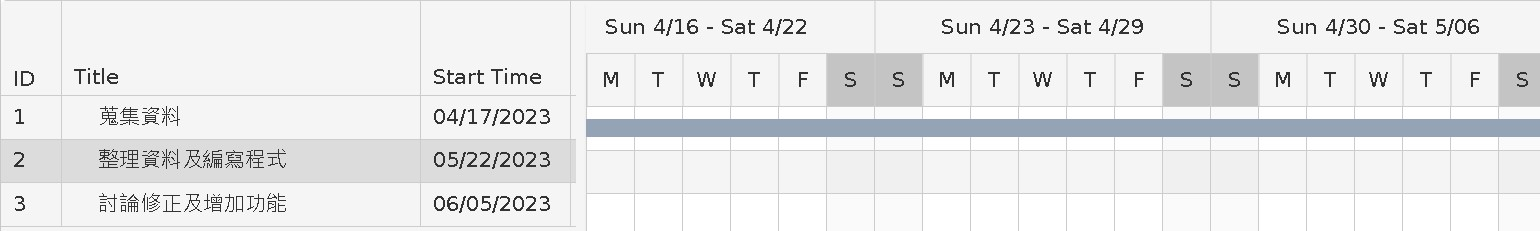 Sun 4/16 - Sat 4/22 Sun 4/23 - Sat 4/29 Sun 4/30 - Sat 5/06
ID Title Start Time M T W T F S S M T W T F S S M T W T F S
1 蒐集資料 04/17/2023
2 整理資料及編寫程式 05/22/2023
3 討論修正及增加功能 06/05/2023